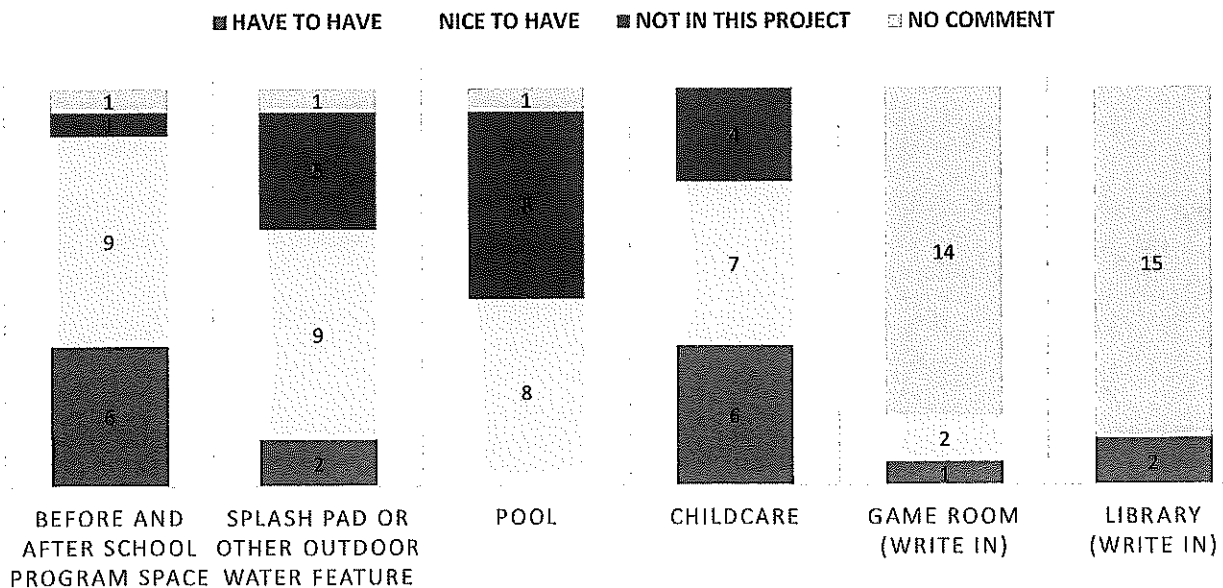 HAVE TO HAVE NICE TO HAVE NOT IN THIS PROJECT NO COMMENT
1 1 1
1 5 8 4
9 9 8 7 14 15
6 2 6 2 1 2
BEFORE AND AFTER SCHOOL PROGRAM SPACE
SPLASH PAD OR OTHER OUTDOOR WATER FEATURE
POOL
CHILDCARE
GAME ROOM (WRITE IN)
LIBRARY (WRITE IN)